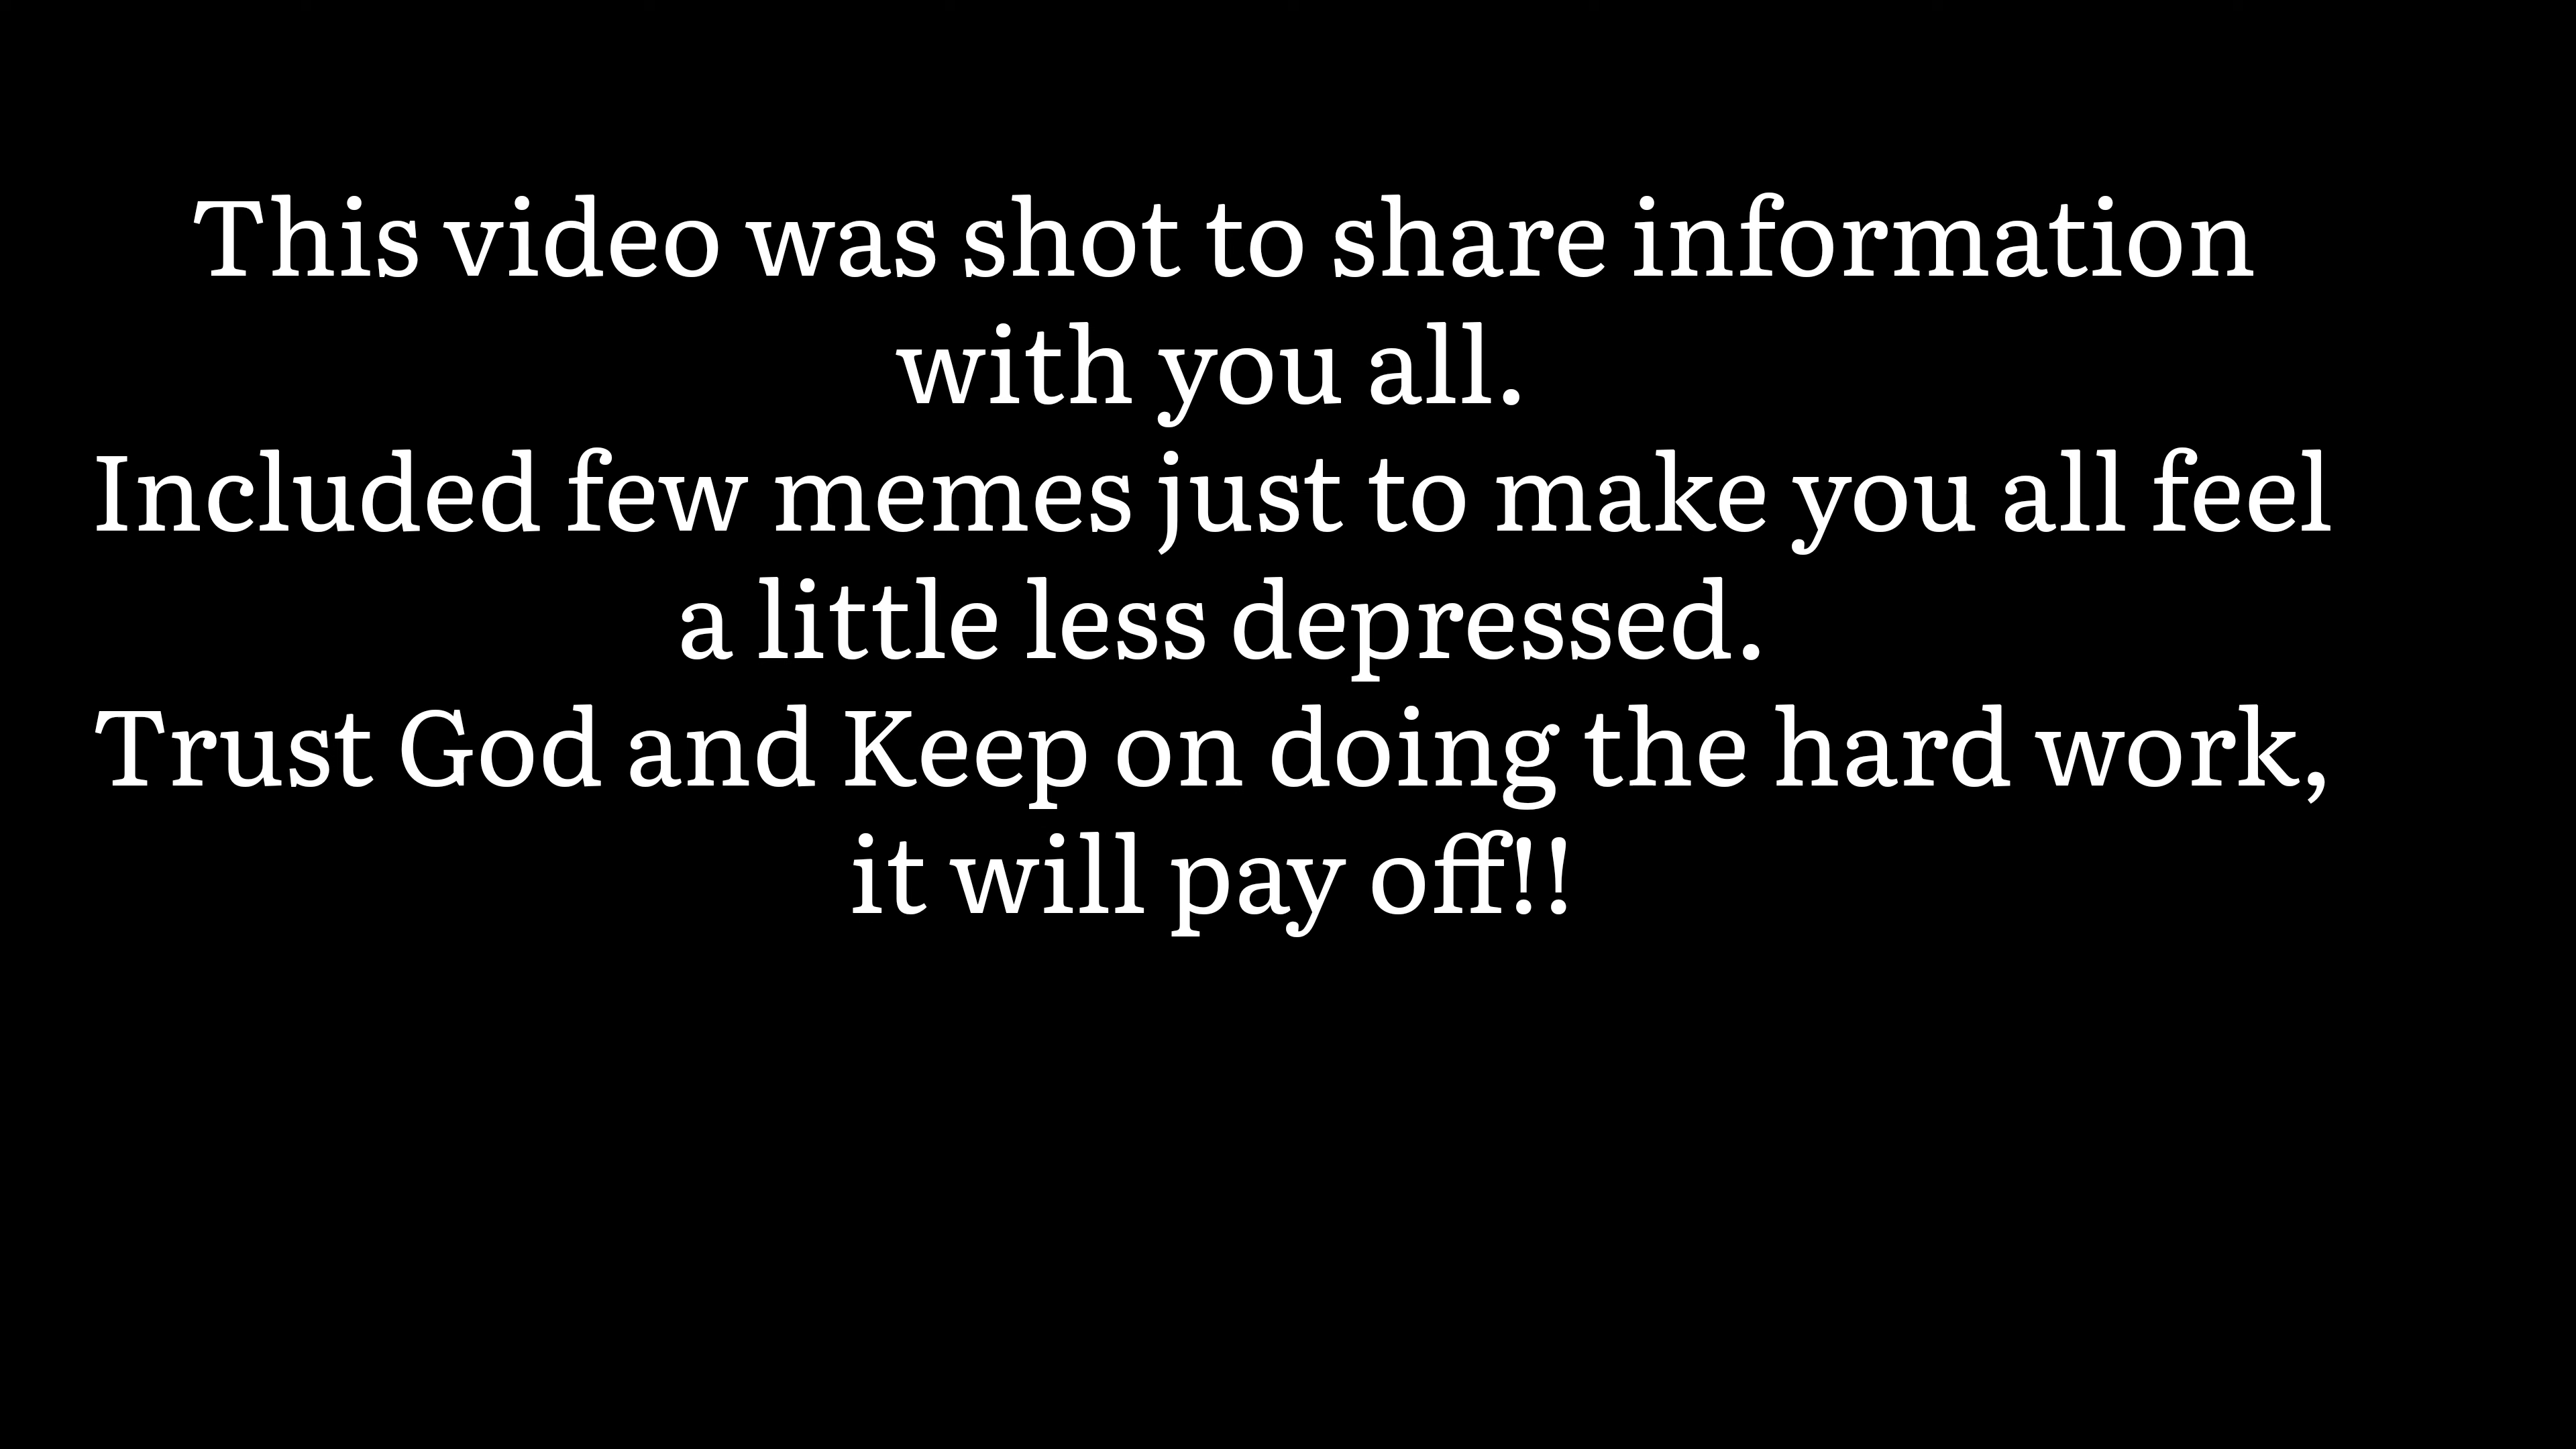 This video was shot to share information
with you all.
Included few memes just to make you all feel
a little less depressed.
Trust God and Keep on doing the hard work,
it will pay off!!